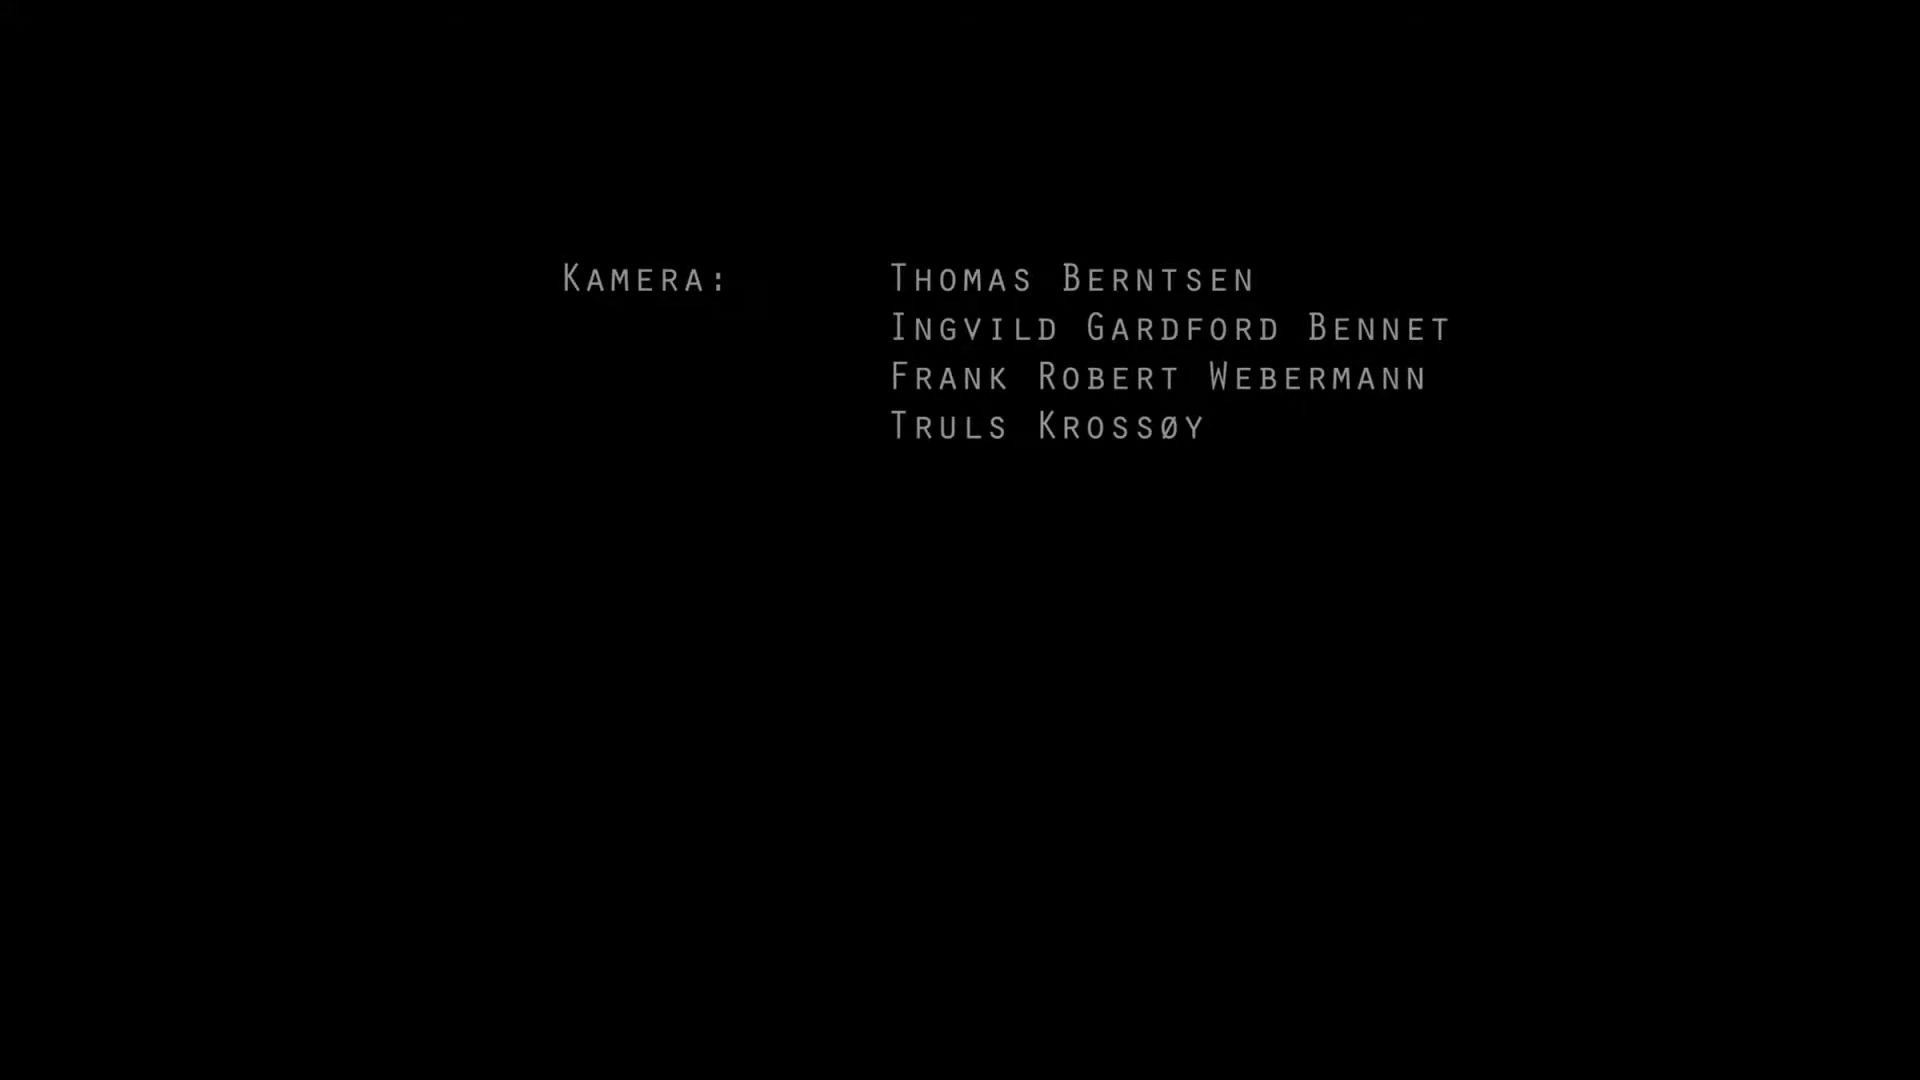 KAMERA: THOMAS BERNTSEN
INGVILD GARDFORD BENNET
FRANK ROBERT WEBERMANN
TRULS KROSSØY